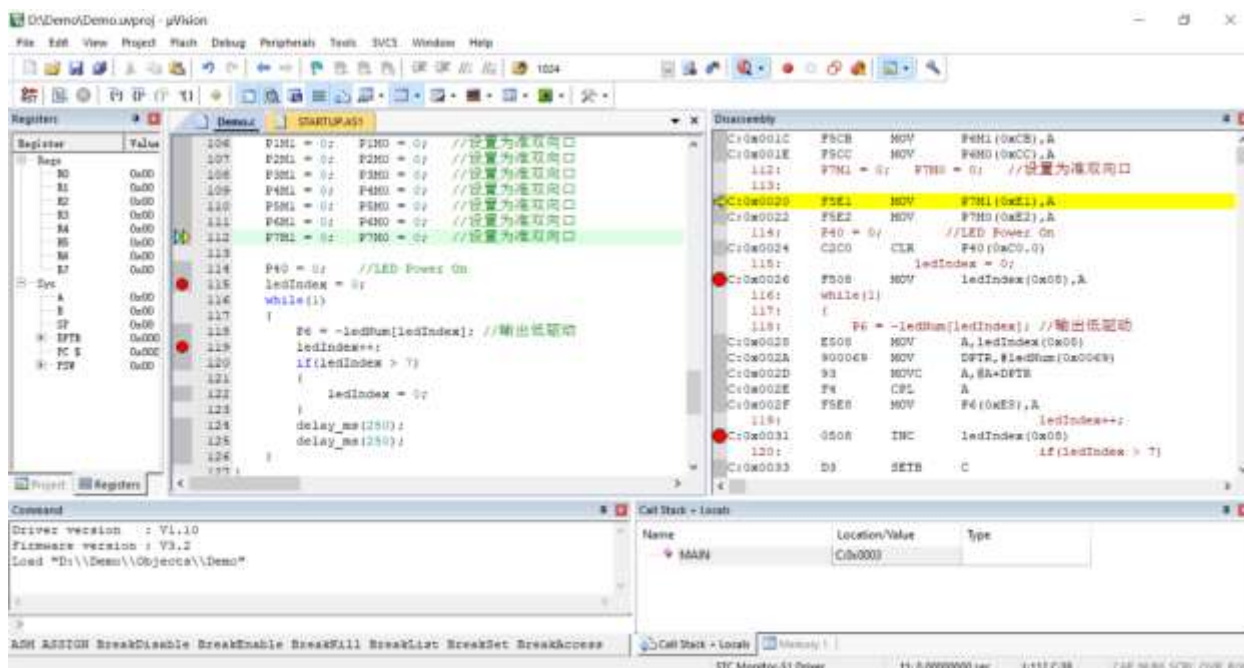 D:\Demo\Demo.uvproj - µVision
File Edit View Project Flash Debug Peripherals Tools SVCS Window Help
1024
Registers
Register Value
Regs
R0 0x00
R1 0x00
R2 0x00
R3 0x00
R4 0x00
R5 0x00
R6 0x00
R7 0x00
Sys
A 0x00
B 0x00
SP 0x00
DPTR 0x000
PC $
PSW 0x00
Project Registers
Demo.c STARTUP.A51
106 P1M1 = 0; P1M0 = 0; //设置为准双向口
107 P2M1 = 0; P2M0 = 0; //设置为准双向口
108 P3M1 = 0; P3M0 = 0; //设置为准双向口
109 P4M1 = 0; P4M0 = 0; //设置为准双向口
110 P5M1 = 0; P5M0 = 0; //设置为准双向口
111 P6M1 = 0; P6M0 = 0; //设置为准双向口
112 P7M1 = 0; P7M0 = 0; //设置为准双向口
113
114 P40 = 0; //LED Power On
115 ledIndex = 0;
116 while(1)
117 {
118 P6 = ~ledNum[ledIndex]; //输出低驱动
119 ledIndex++;
120 if(ledIndex > 7)
121 {
122 ledIndex = 0;
123 }
124 delay_ms(250);
125 delay_ms(250);
126 }
127 }
Disassembly
C:0x001C F5CB MOV P6M1(0xCB),A
C:0x001E F5CC MOV P6M0(0xCC),A
112: P7M1 = 0; P7M0 = 0; //设置为准双向口
113:
C:0x0020 F5E1 MOV P7M1(0xE1),A
C:0x0022 F5E2 MOV P7M0(0xE2),A
114: P40 = 0; //LED Power On
C:0x0024 C2C0 CLR P40(0xC0.0)
115: ledIndex = 0;
C:0x0026 F508 MOV ledIndex(0x08),A
116: while(1)
117: {
118: P6 = ~ledNum[ledIndex]; //输出低驱动
C:0x0028 E508 MOV A,ledIndex(0x08)
C:0x002A 900069 MOV DPTR,#ledNum(0x0069)
C:0x002D 93 MOVC A,@A+DPTR
C:0x002E F4 CPL A
C:0x002F F5E8 MOV P6(0xE8),A
119: ledIndex++;
C:0x0031 0508 INC ledIndex(0x08)
120: if(ledIndex > 7)
C:0x0033 D3 SETB C
Command
Driver version : V1.10
Firmware version : V3.2
Load "D:\\Demo\\Objects\\Demo"
>
ASM ASSIGN BreakDisable BreakEnable BreakKill BreakList BreakSet BreakAccess
Call Stack + Locals
Name Location/Value Type
MAIN C:0x0003
Call Stack + Locals Memory 1
STC Monitor-51 Driver t1: 0.00000000 sec